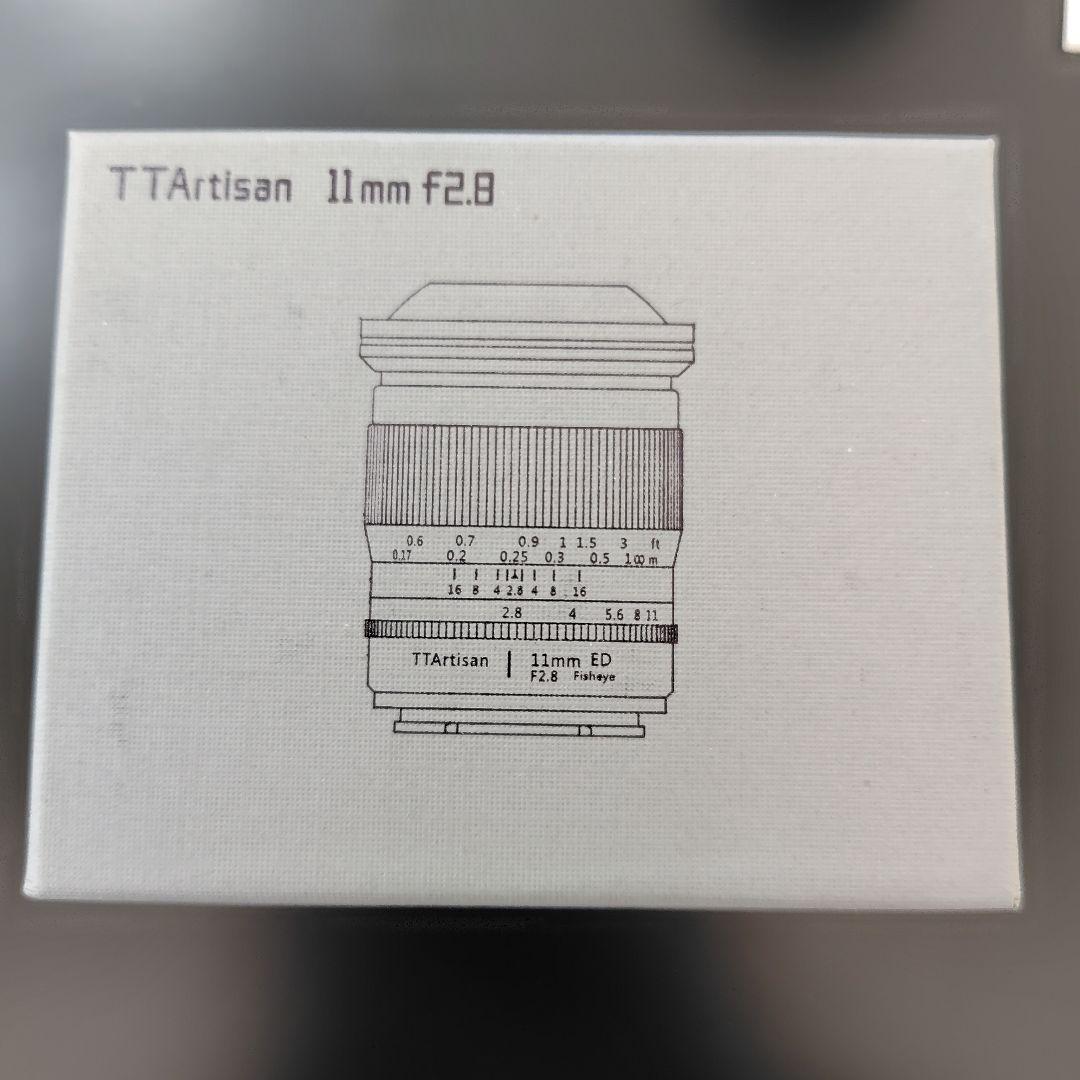 TTArtisan 11mm f2.8
0.6 0.7 0.9 1 1.5 3 ft
0.17 0.2 0.25 0.3 0.5 1 ∞ m
16 8 4 2.8 4 8 16
2.8 4 5.6 8 11
TTArtisan | 11mm ED
F2.8 Fisheye